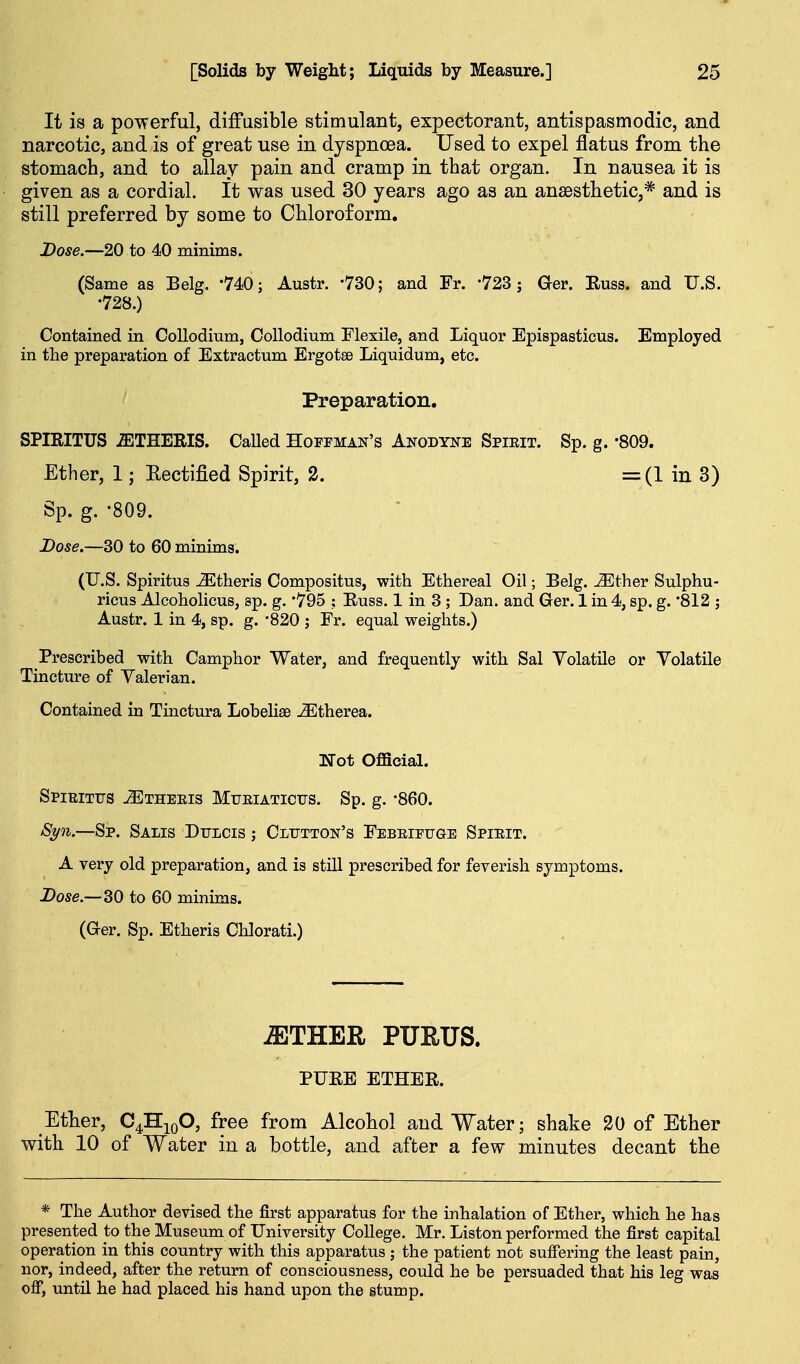 [Solids by Weight; Liquids by Measure.] 25
It is a powerful, diffusible stimulant, expectorant, antispasmodic, and
narcotic, and is of great use in dyspnœa. Used to expel flatus from the
stomach, and to allay pain and cramp in that organ. In nausea it is
given as a cordial. It was used 30 years ago as an anæsthetic,* and is
still preferred by some to Chloroform.
Dose.—20 to 40 minims.
(Same as Belg. ·740; Austr. ·730; and Fr. ·723; Ger. Russ. and U.S.
·728.)
Contained in Collodium, Collodium Flexile, and Liquor Epispasticus. Employed
in the preparation of Extractum Ergotæ Liquidum, etc.
Preparation.
SPIRITUS ÆTHERIS. Called Hoffman's Anodyne Spirit. Sp. g. ·809.
Ether, 1; Rectified Spirit, 2. =(1 in 3)
Sp. g. ·809.
Dose.—30 to 60 minims.
(U.S. Spiritus Ætheris Compositus, with Ethereal Oil; Belg. Æther Sulphu-
ricus Alcoholicus, sp. g. ·795 ; Russ. 1 in 3 ; Dan. and Ger. 1 in 4, sp. g. ·812 ;
Austr. 1 in 4, sp. g. ·820 ; Fr. equal weights.)
Prescribed with Camphor Water, and frequently with Sal Volatile or Volatile
Tincture of Valerian.
Contained in Tinctura Lobeliæ Ætherea.
Not Official.
Spiritus Ætheris Muriaticus. Sp. g. ·860.
Syn.—Sp. Salis Dulcis ; Clutton's Febrifuge Spirit.
A very old preparation, and is still prescribed for feverish symptoms.
Dose.—30 to 60 minims.
(Ger. Sp. Etheris Chlorati.)
ÆTHER PURUS.
PURE ETHER.
Ether, C₄H₁₀O, free from Alcohol and Water; shake 20 of Ether
with 10 of Water in a bottle, and after a few minutes decant the
* The Author devised the first apparatus for the inhalation of Ether, which he has
presented to the Museum of University College. Mr. Liston performed the first capital
operation in this country with this apparatus ; the patient not suffering the least pain,
nor, indeed, after the return of consciousness, could he be persuaded that his leg was
off, until he had placed his hand upon the stump.